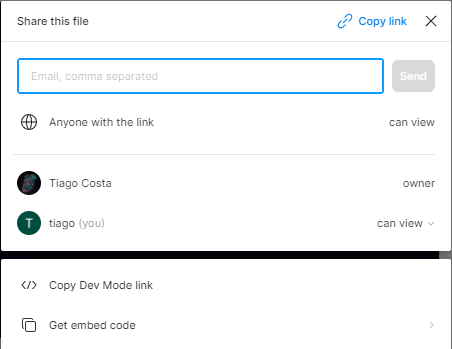 Share this file
Copy link
Email, comma separated
Send
Anyone with the link
can view
Tiago Costa
owner
T
tiago (you)
can view
Copy Dev Mode link
Get embed code